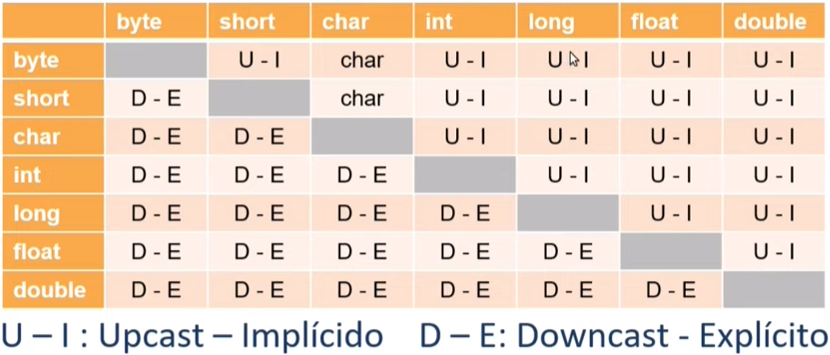 byte short char int long float double
byte U - I char U - I U - I U - I U - I
short D - E char U - I U - I U - I U - I
char D - E D - E U - I U - I U - I U - I
int D - E D - E D - E U - I U - I U - I
long D - E D - E D - E D - E U - I U - I
float D - E D - E D - E D - E D - E U - I
double D - E D - E D - E D - E D - E D - E
U – I : Upcast – Implícido D – E: Downcast - Explícito